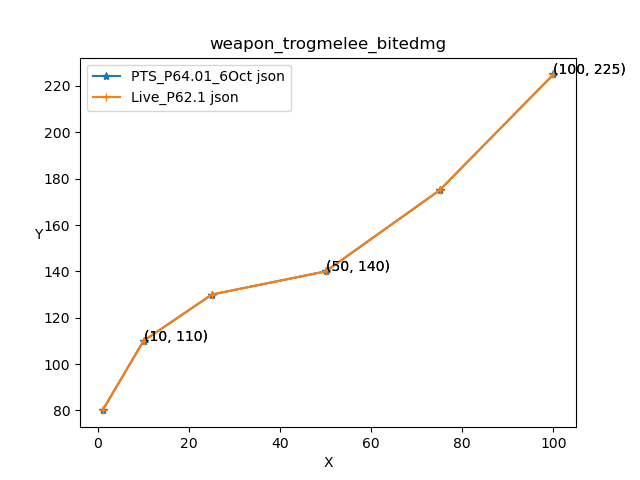 weapon_trogmelee_bitedmg
PTS_P64.01_6Oct json
Live_P62.1 json
(100, 225)
(50, 140)
(10, 110)
220
200
180
160
140
120
100
80
Y
0 20 40 60 80 100
X